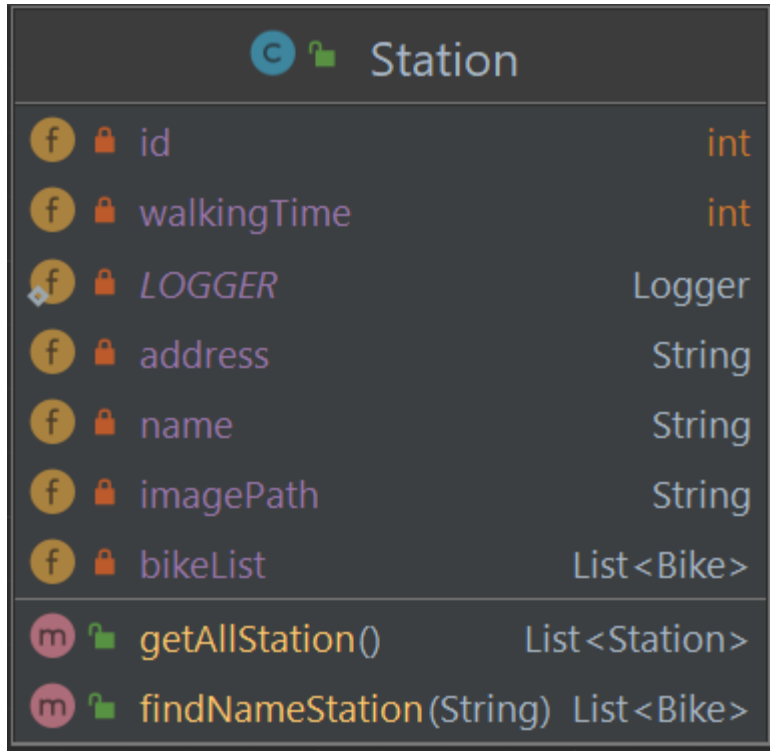 C Station
f id int
f walkingTime int
f LOGGER Logger
f address String
f name String
f imagePath String
f bikeList List<Bike>
m getAllStation() List<Station>
m findNameStation(String) List<Bike>